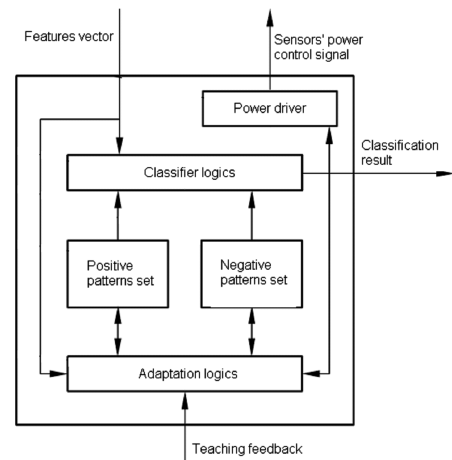 Features vector
Sensors' power
control signal
Power driver
Classification
result
Classifier logics
Positive
patterns set
Negative
patterns set
Adaptation logics
Teaching feedback